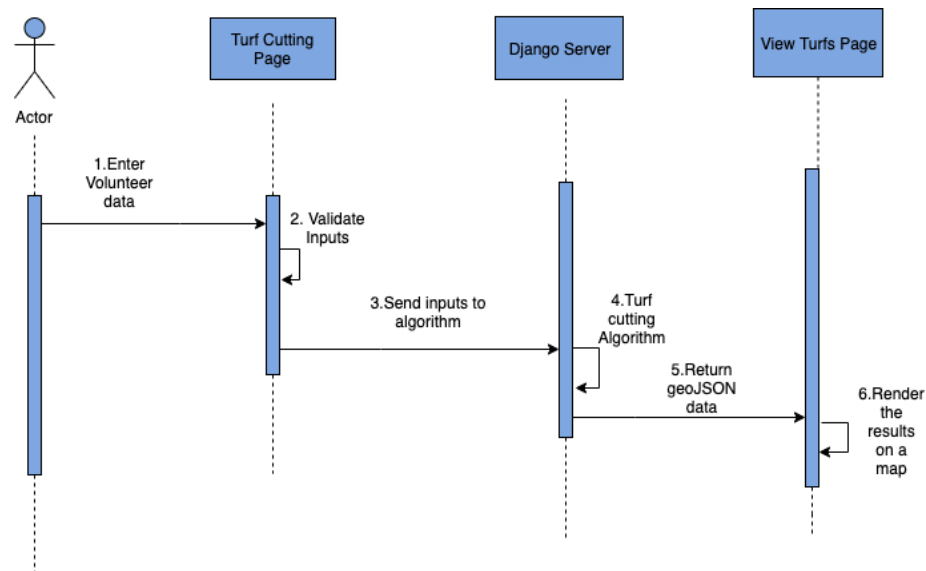 Turf Cutting
Page
Django Server
View Turfs Page
Actor
1.Enter
Volunteer
data
2. Validate
Inputs
3.Send inputs to
algorithm
4.Turf
cutting
Algorithm
5.Return
geoJSON
data
6.Render
the
results
on a
map